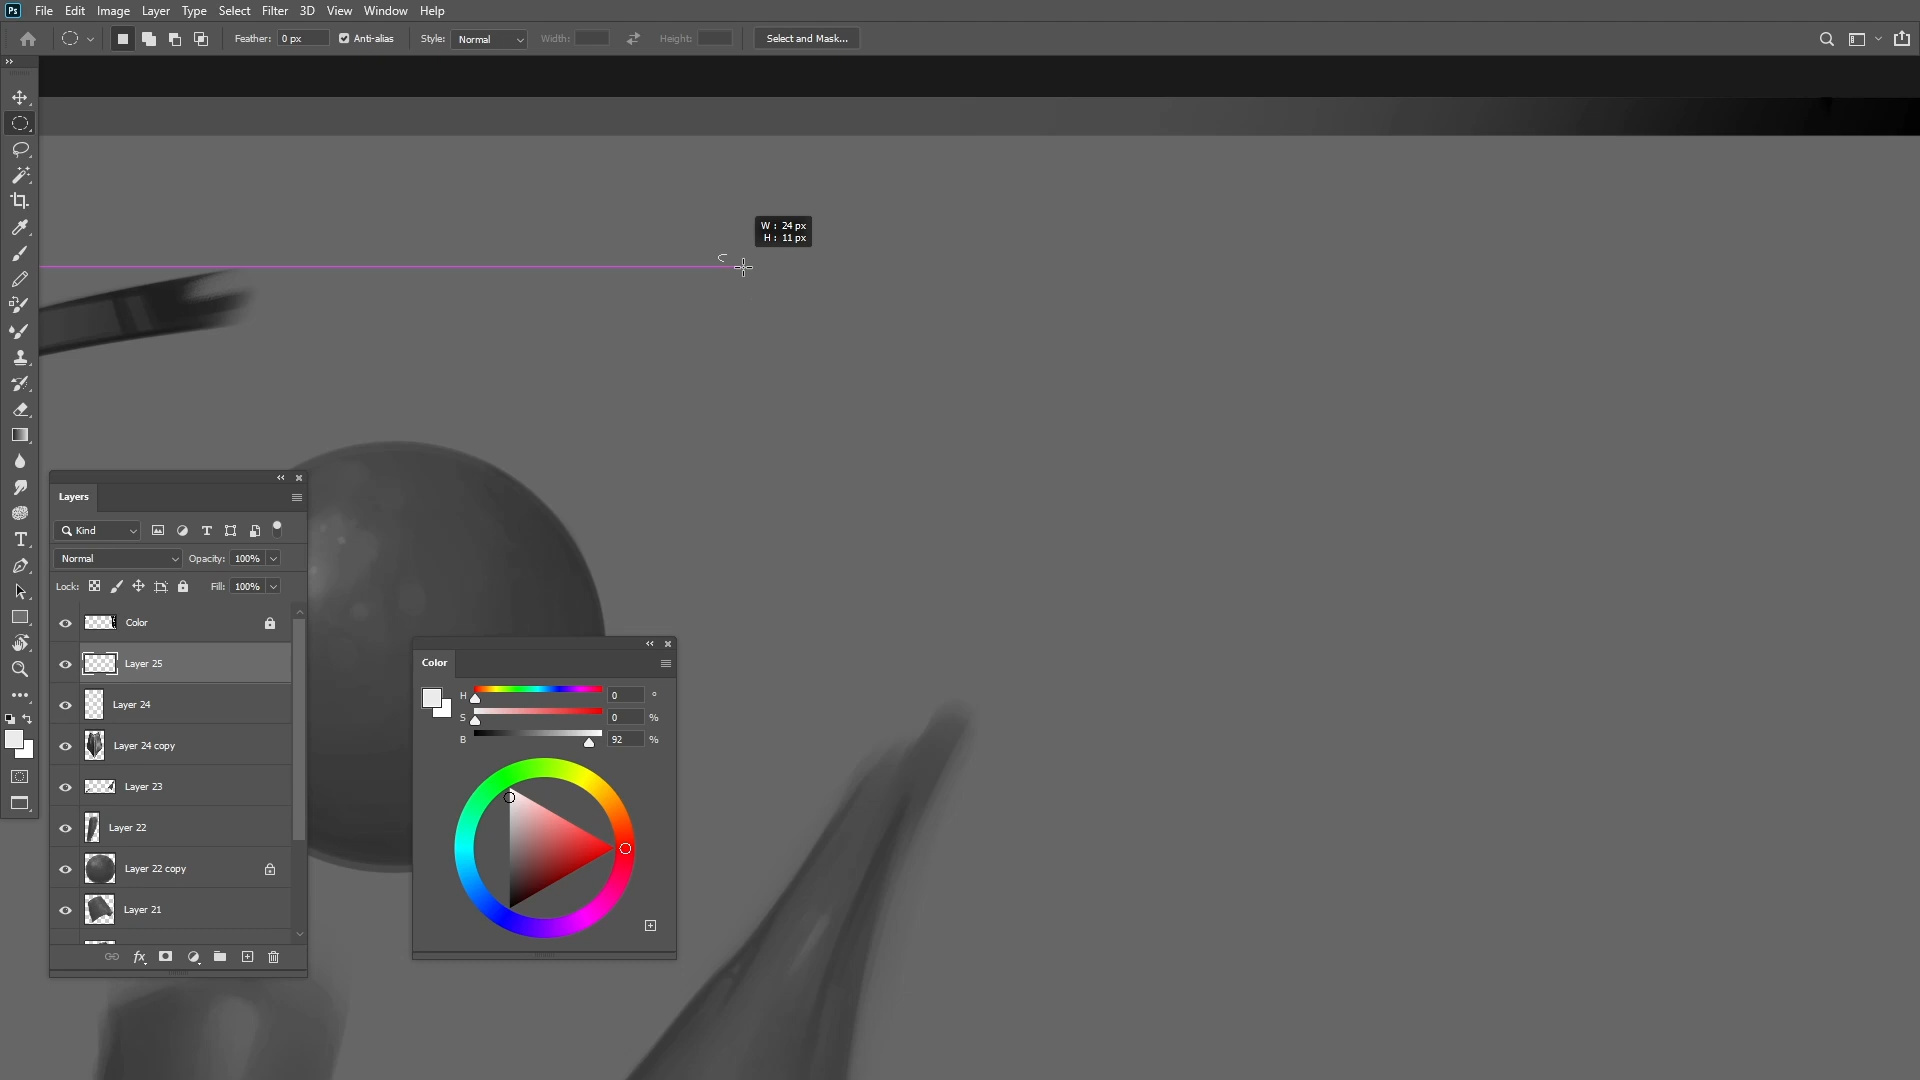 Ps File Edit Image Layer Type Select Filter 3D View Window Help
Feather: 0 px Anti-alias Style: Normal Width: Height: Select and Mask...
W : 24 px
H : 11 px
Layers
Kind
Normal Opacity: 100%
Lock: Fill: 100%
Color
Layer 25
Layer 24
Layer 24 copy
Layer 23
Layer 22
Layer 22 copy
Layer 21
fx
Color
H 0 °
S 0 %
B 92 %